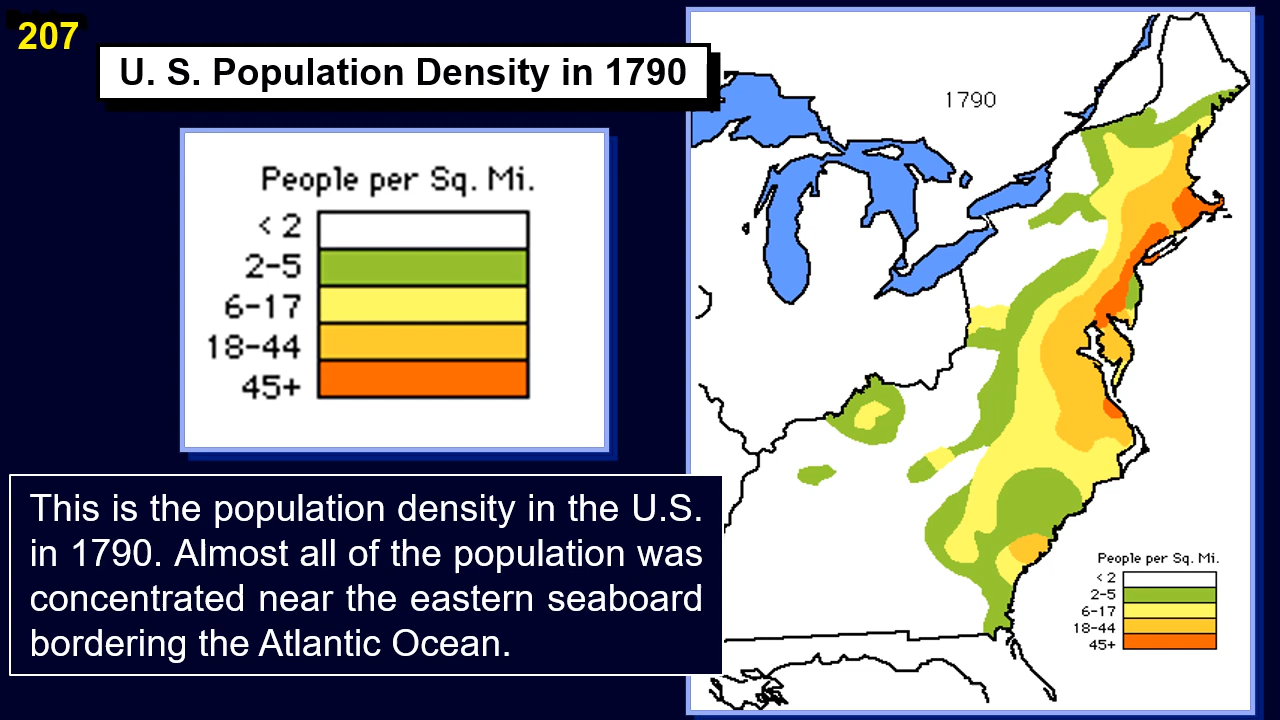 207
U. S. Population Density in 1790
People per Sq. Mi.
< 2
2-5
6-17
18-44
45+
This is the population density in the U.S.
in 1790. Almost all of the population was
concentrated near the eastern seaboard
bordering the Atlantic Ocean.
1790
People per Sq. Mi.
< 2
2-5
6-17
18-44
45+